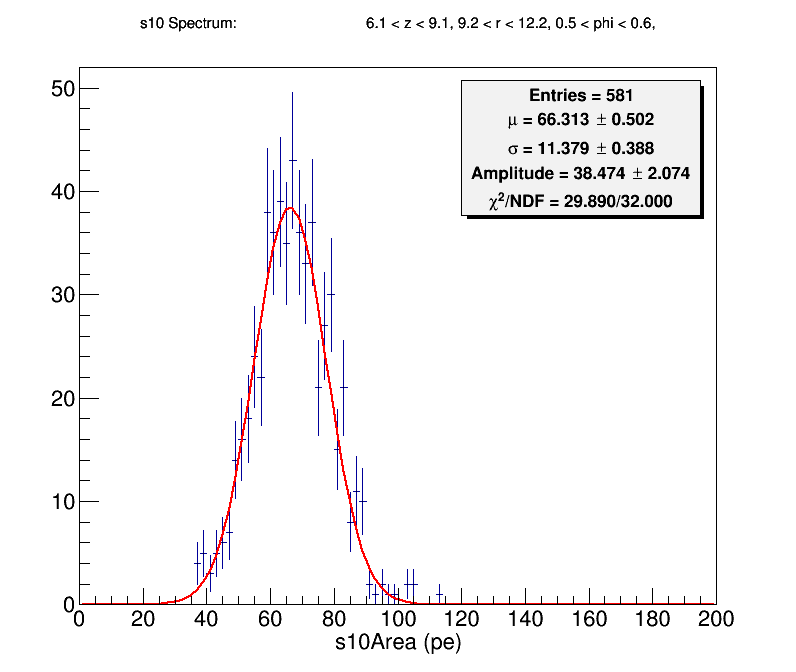 s10 Spectrum: 6.1 < z < 9.1, 9.2 < r < 12.2, 0.5 < phi < 0.6,
Entries = 581
μ = 66.313 ± 0.502
σ = 11.379 ± 0.388
Amplitude = 38.474 ± 2.074
χ²/NDF = 29.890/32.000
50
40
30
20
10
0
0 20 40 60 80 100 120 140 160 180 200
s10Area (pe)